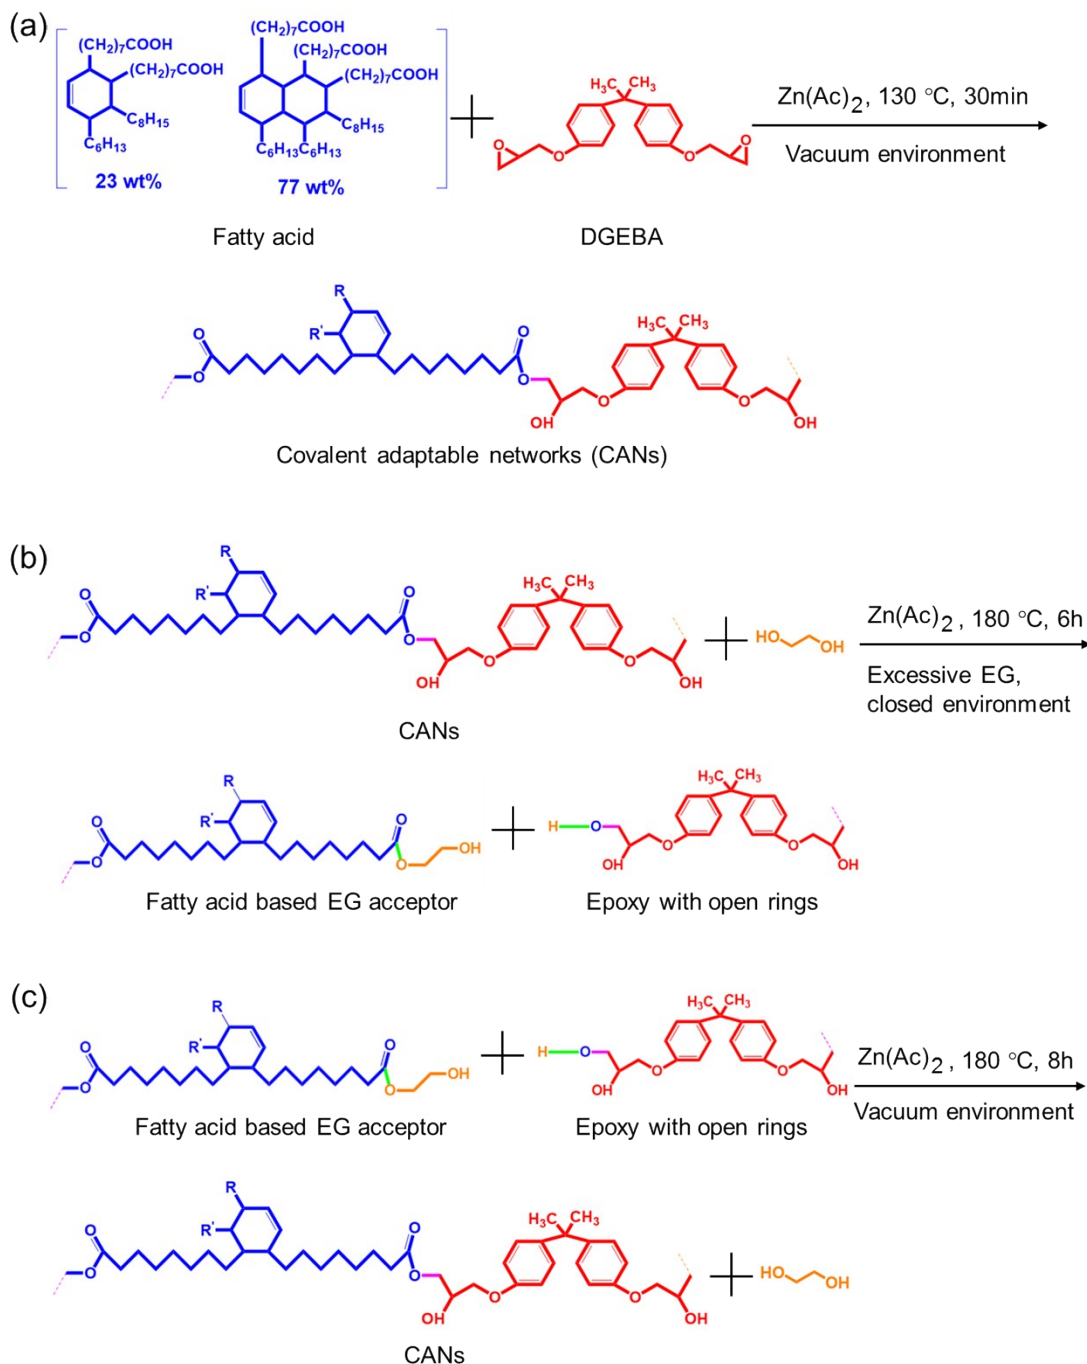 (a)
(CH₂)₇COOH
(CH₂)₇COOH
C₈H₁₅
C₆H₁₃
23 wt%
(CH₂)₇COOH
(CH₂)₇COOH
(CH₂)₇COOH
C₈H₁₅
C₆H₁₃C₆H₁₃
77 wt%
Fatty acid
+
H₃C CH₃
O O O O
DGEBA
Zn(Ac)₂, 130 °C, 30min
Vacuum environment
R
R'
O O
O O
H₃C CH₃
OH O O OH
Covalent adaptable networks (CANs)
(b)
R
R'
O O
O O
H₃C CH₃
OH O O OH
CANs
+
HO OH
Zn(Ac)₂ , 180 °C, 6h
Excessive EG,
closed environment
R
R'
O O
O O OH
Fatty acid based EG acceptor
+
H₃C CH₃
H O
OH O O OH
Epoxy with open rings
(c)
R
R'
O O
O O OH
Fatty acid based EG acceptor
+
H₃C CH₃
H O
OH O O OH
Epoxy with open rings
Zn(Ac)₂ , 180 °C, 8h
Vacuum environment
R
R'
O O
O O
H₃C CH₃
OH O O OH
CANs
+
HO OH